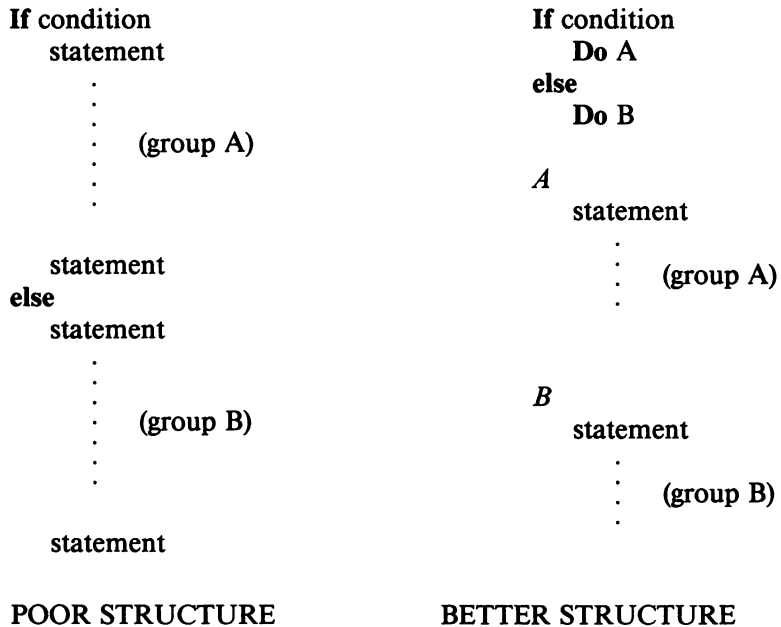 If condition
statement
.
.
.
. (group A)
.
.
.
statement
else
statement
.
.
.
. (group B)
.
.
.
statement
POOR STRUCTURE
If condition
Do A
else
Do B
A
statement
.
.
. (group A)
.
B
statement
.
.
. (group B)
.
BETTER STRUCTURE